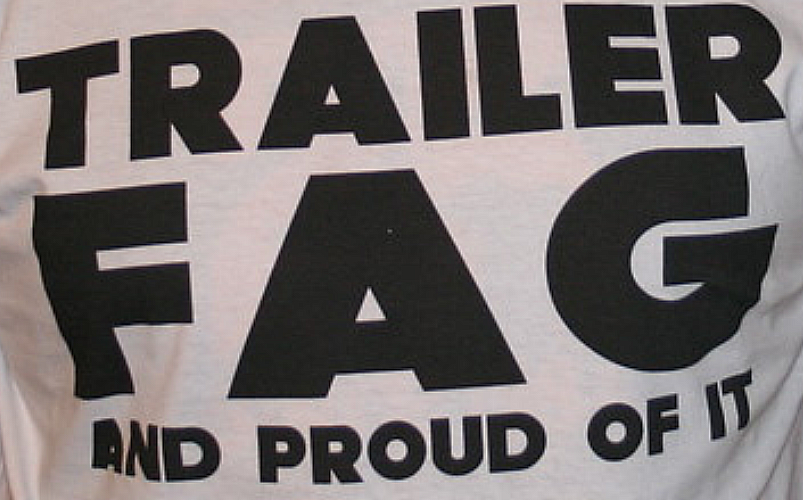 TRAILER
FAG
AND PROUD OF IT